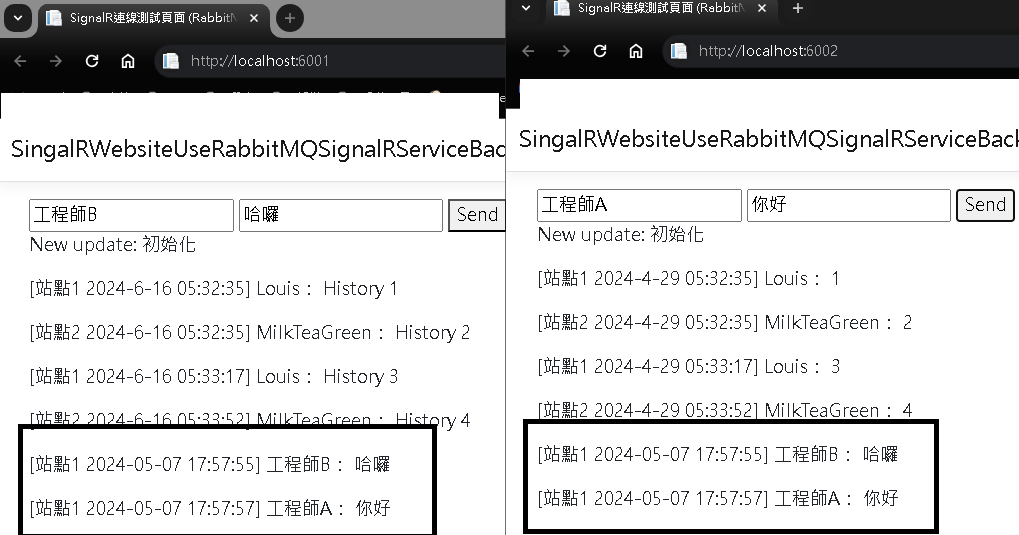 SignalR連線測試頁面 (RabbitM
http://localhost:6001
SingalRWebsiteUseRabbitMQSignalRServiceBac
工程師B 哈囉 Send
New update: 初始化
[站點1 2024-6-16 05:32:35] Louis： History 1
[站點2 2024-6-16 05:32:35] MilkTeaGreen： History 2
[站點1 2024-6-16 05:33:17] Louis： History 3
[站點2 2024-6-16 05:33:52] MilkTeaGreen： History 4
[站點1 2024-05-07 17:57:55] 工程師B： 哈囉
[站點1 2024-05-07 17:57:57] 工程師A： 你好
SignalR連線測試頁面 (RabbitM
http://localhost:6002
SingalRWebsiteUseRabbitMQSignalRServiceBack
工程師A 你好 Send
New update: 初始化
[站點1 2024-4-29 05:32:35] Louis： 1
[站點2 2024-4-29 05:32:35] MilkTeaGreen： 2
[站點1 2024-4-29 05:33:17] Louis： 3
[站點2 2024-4-29 05:33:52] MilkTeaGreen： 4
[站點1 2024-05-07 17:57:55] 工程師B： 哈囉
[站點1 2024-05-07 17:57:57] 工程師A： 你好